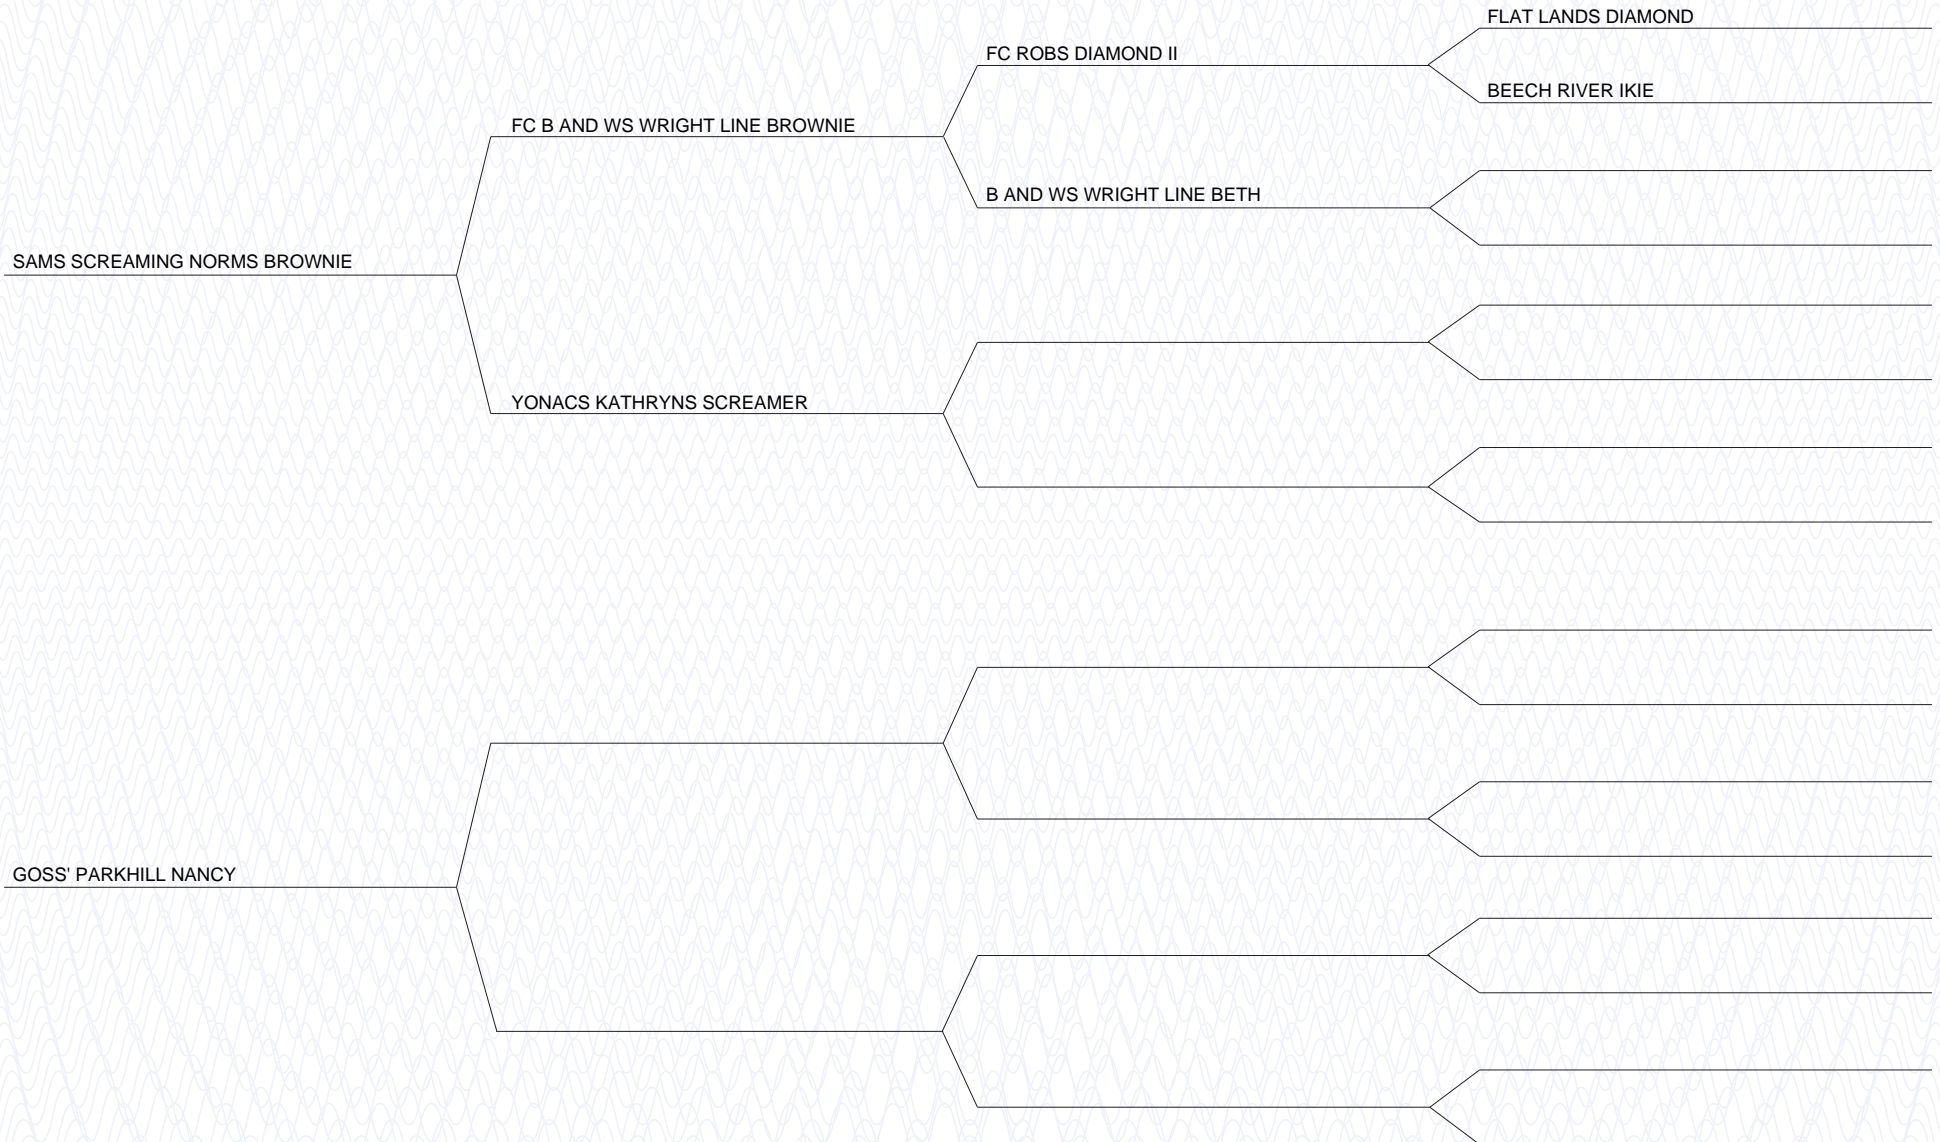 FLAT LANDS DIAMOND
FC ROBS DIAMOND II
BEECH RIVER IKIE
FC B AND WS WRIGHT LINE BROWNIE
B AND WS WRIGHT LINE BETH
SAMS SCREAMING NORMS BROWNIE
YONACS KATHRYNS SCREAMER
GOSS' PARKHILL NANCY